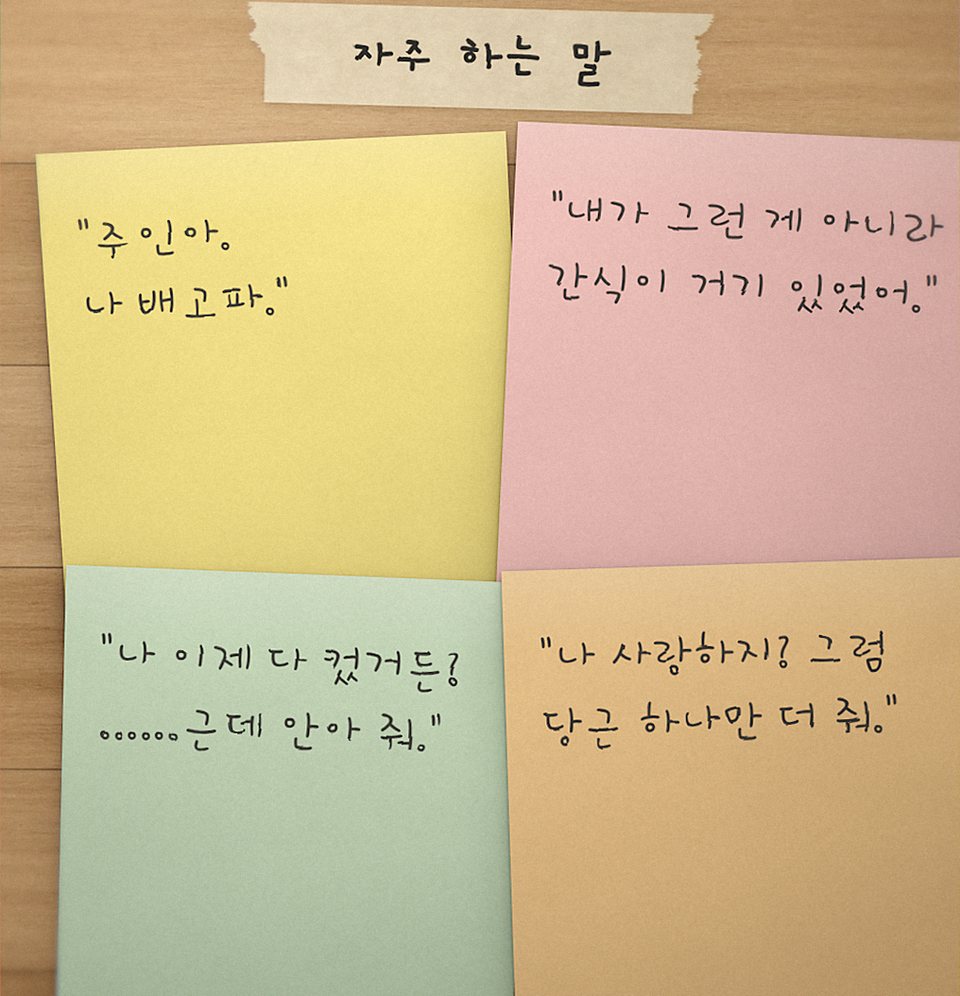 자주 하는 말
"주인아.
나 배고파."
"내가 그런 게 아니라
간식이 거기 있었어."
"나 이제 다 컸거든?
......근데 안아 줘."
"나 사랑하지? 그럼
당근 하나만 더 줘."